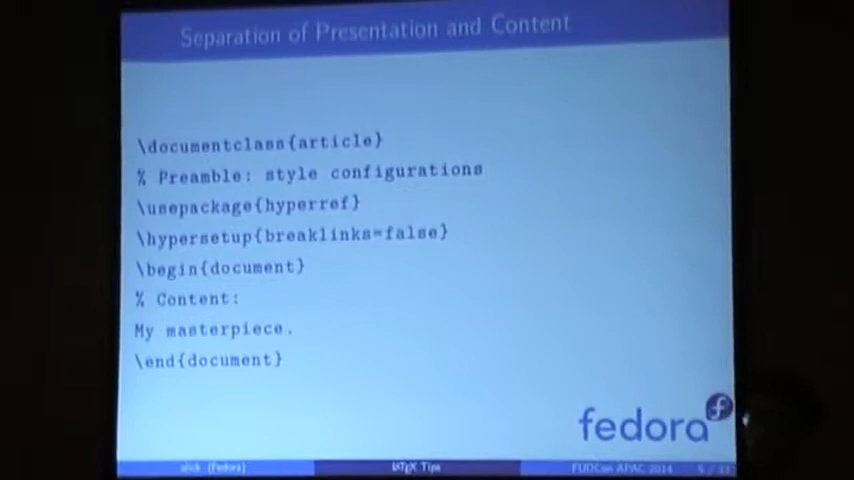 Separation of Presentation and Content
\documentclass{article}
% Preamble: style configurations
\usepackage{hyperref}
\hypersetup{breaklinks=false}
\begin{document}
% Content:
My masterpiece.
\end{document}
fedora
(Fedora)
LATEX Tips
FUDCon APAC 2014